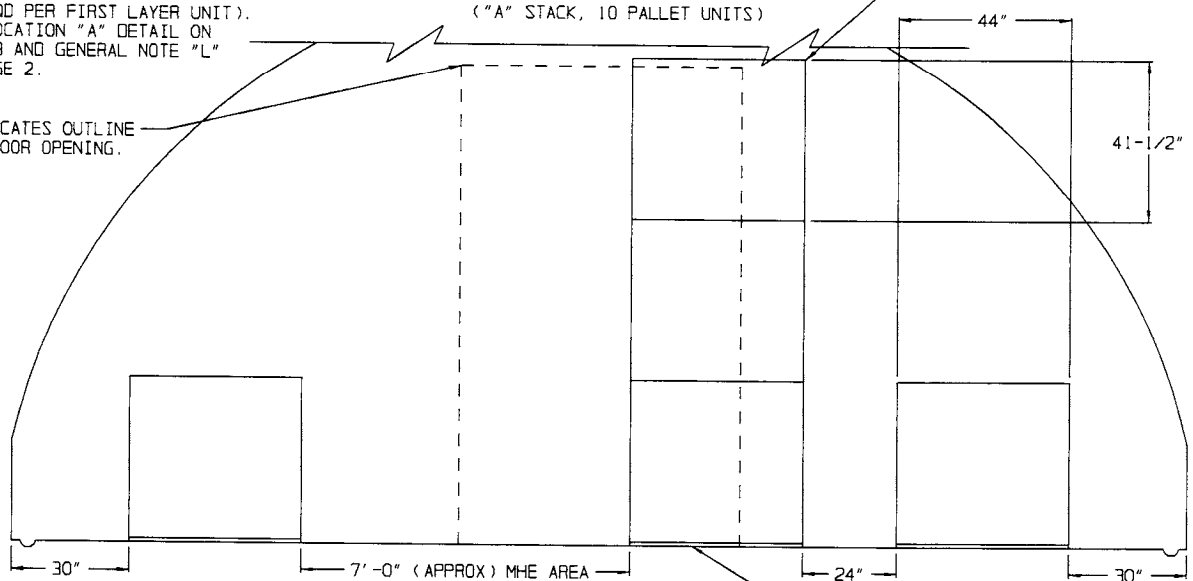 OD PER FIRST LAYER UNIT).
OCATION "A" DETAIL ON
AND GENERAL NOTE "L"
GE 2.
("A" STACK, 10 PALLET UNITS)
44"
CATES OUTLINE
OOR OPENING.
41-1/2"
30"
7'-0" (APPROX) MHE AREA
24"
30"